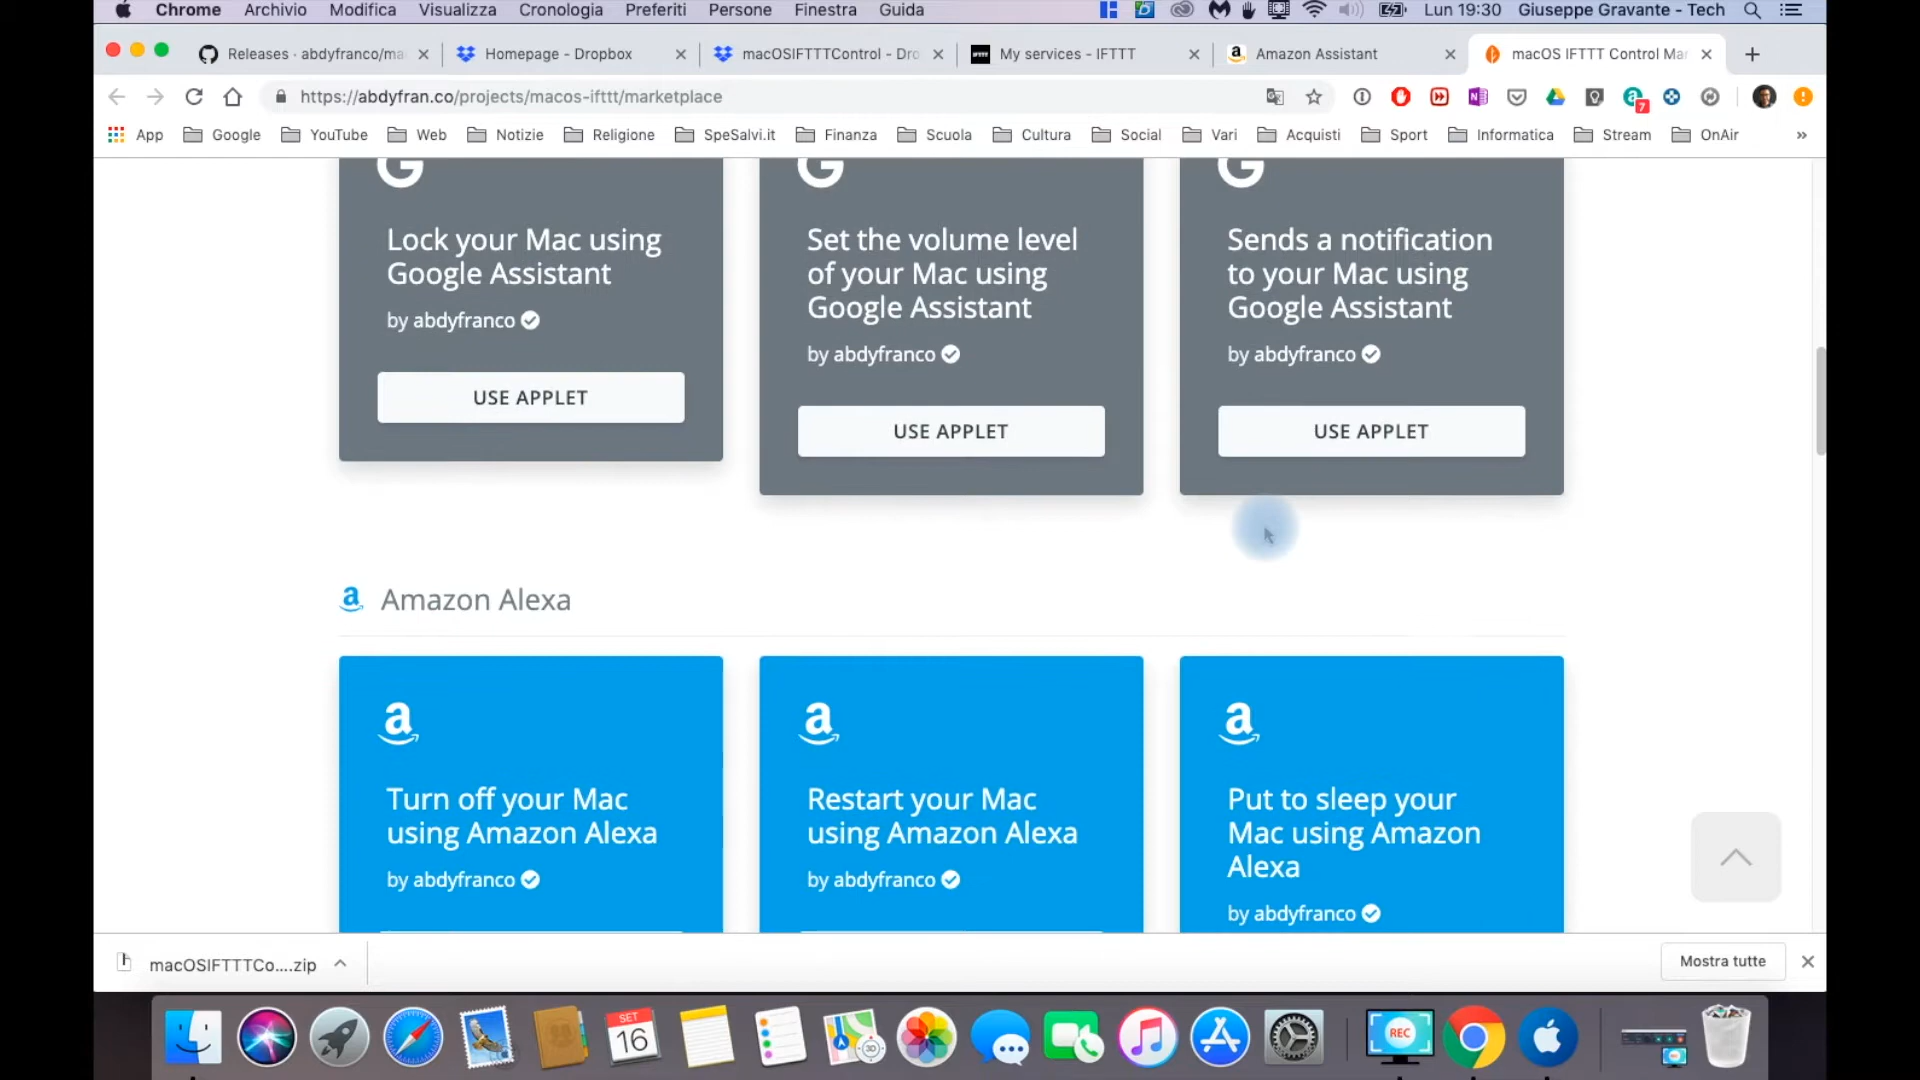 Chrome Archivio Modifica Visualizza Cronologia Preferiti Persone Finestra Guida Lun 19:30 Giuseppe Gravante - Tech
Releases · abdyfranco/ma Homepage - Dropbox macOSIFTTTControl - Dro My services - IFTTT Amazon Assistant macOS IFTTT Control Mar
https://abdyfran.co/projects/macos-ifttt/marketplace 7
App Google YouTube Web Notizie Religione SpeSalvi.it Finanza Scuola Cultura Social Vari Acquisti Sport Informatica Stream OnAir »
Lock your Mac using
Google Assistant
by abdyfranco
USE APPLET
Set the volume level
of your Mac using
Google Assistant
by abdyfranco
USE APPLET
Sends a notification
to your Mac using
Google Assistant
by abdyfranco
USE APPLET
Amazon Alexa
Turn off your Mac
using Amazon Alexa
by abdyfranco
Restart your Mac
using Amazon Alexa
by abdyfranco
Put to sleep your
Mac using Amazon
Alexa
by abdyfranco
macOSIFTTTCo....zip Mostra tutte
SET
16
REC